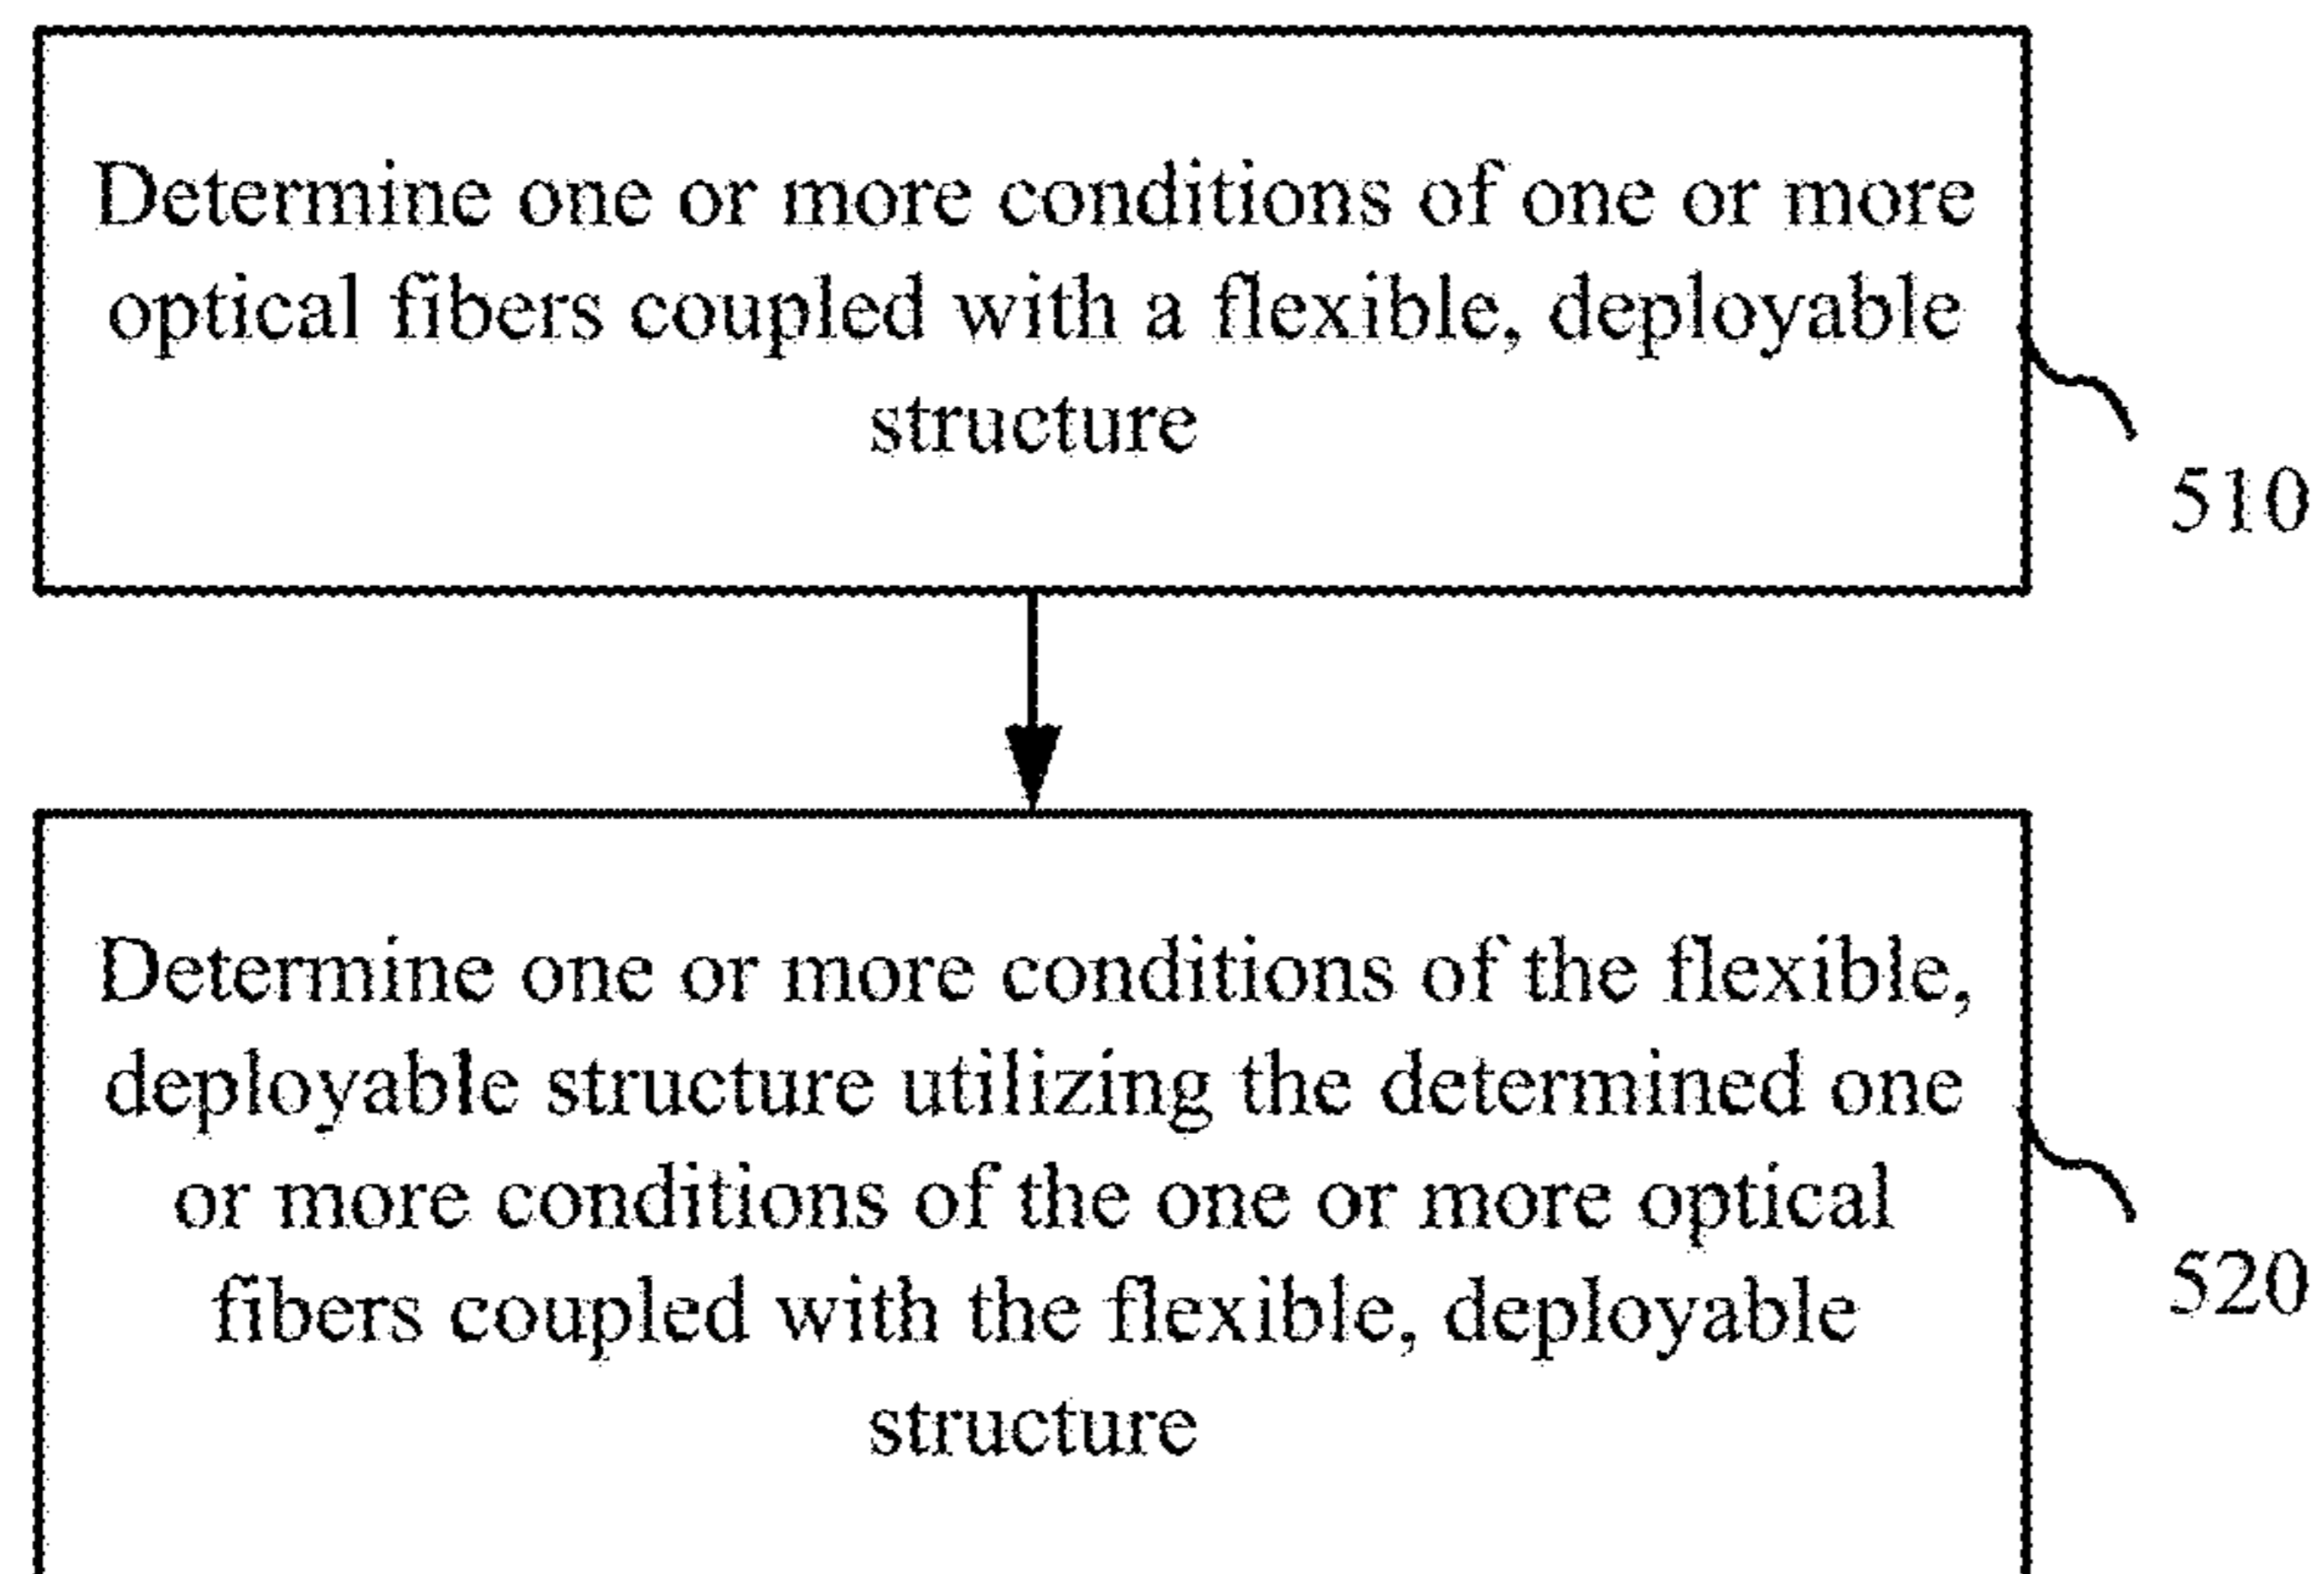 Determine one or more conditions of one or more
optical fibers coupled with a flexible, deployable
structure
510
Determine one or more conditions of the flexible,
deployable structure utilizing the determined one
or more conditions of the one or more optical
fibers coupled with the flexible, deployable
structure
520